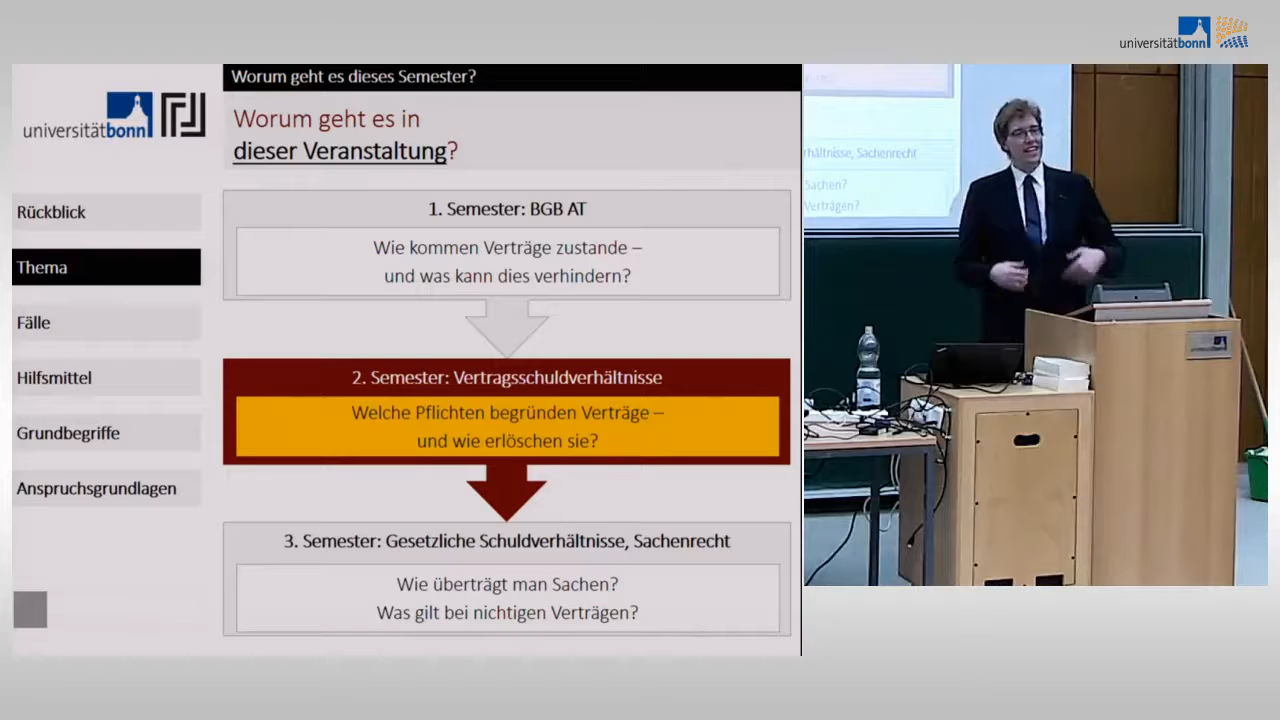 universitätbonn
Worum geht es dieses Semester?
universitätbonn
Worum geht es in
dieser Veranstaltung?
Rückblick
Thema
Fälle
Hilfsmittel
Grundbegriffe
Anspruchsgrundlagen
1. Semester: BGB AT
Wie kommen Verträge zustande –
und was kann dies verhindern?
2. Semester: Vertragsschuldverhältnisse
Welche Pflichten begründen Verträge –
und wie erlöschen sie?
3. Semester: Gesetzliche Schuldverhältnisse, Sachenrecht
Wie überträgt man Sachen?
Was gilt bei nichtigen Verträgen?
rhältnisse, Sachenrecht
Sachen?
Verträgen?